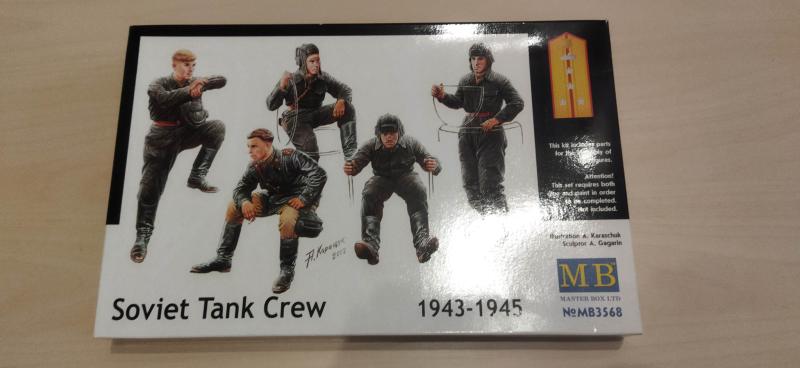 This kit includes parts
for the assembly of
figures.
Attention!
This set requires both
glue and paint in order
to be completed.
Not included.
Illustration A. Karaschuk
Sculptor A. Gagarin
MB
MASTER BOX LTD
NoMB3568
Soviet Tank Crew
1943-1945